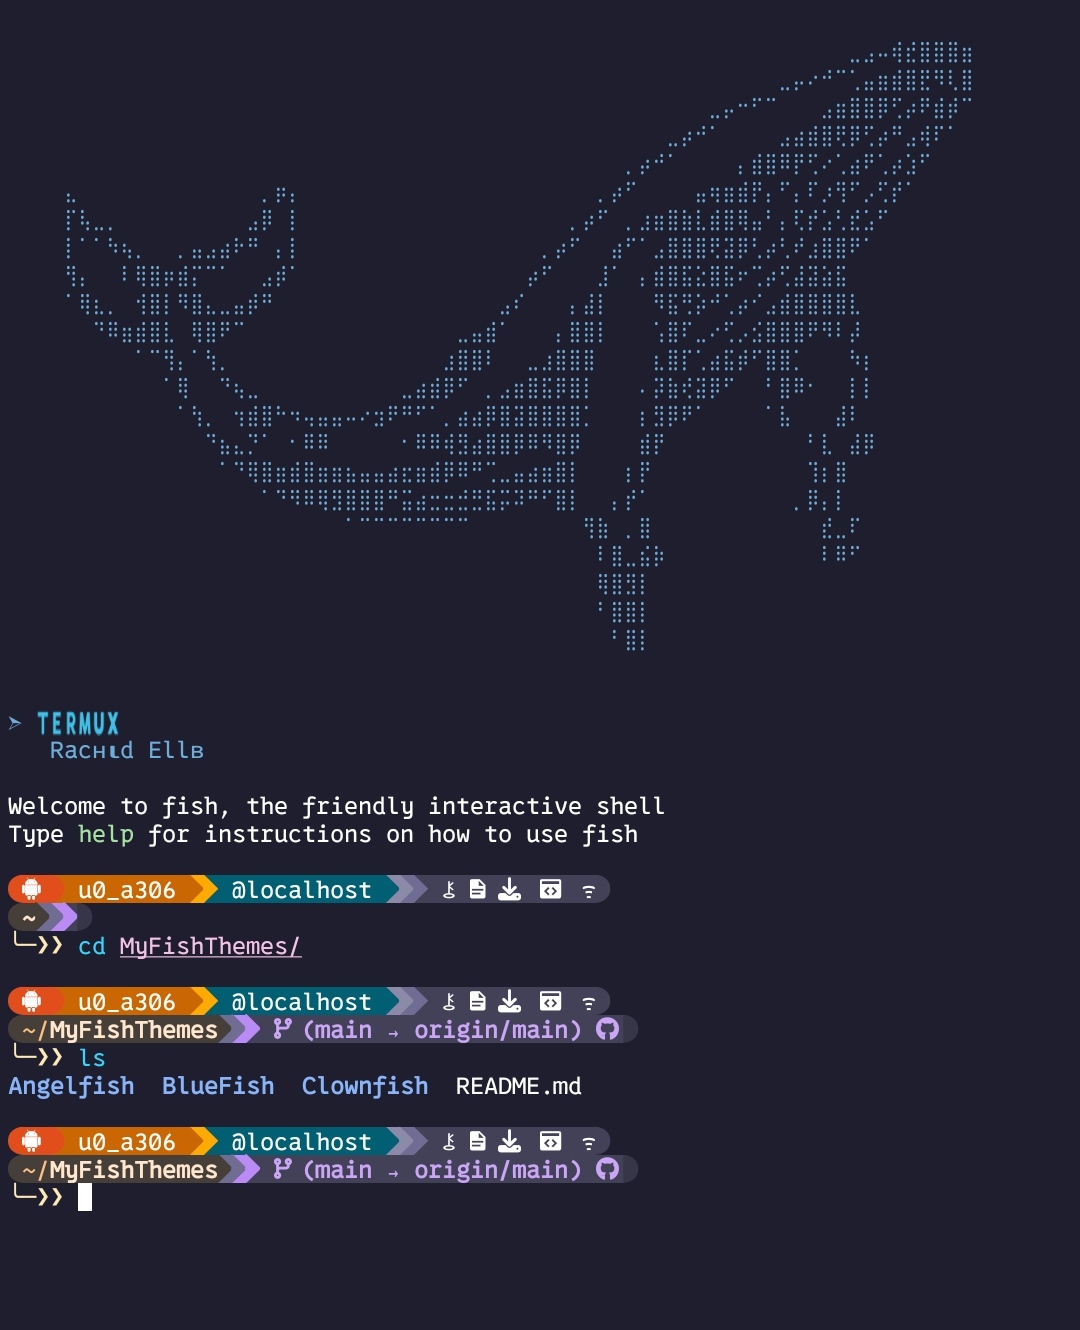 ➤ TERMUX
Racнιd Ellв
Welcome to fish, the friendly interactive shell
Type help for instructions on how to use fish
u0_a306 @localhost
~
╰─❯❯ cd MyFishThemes/
u0_a306 @localhost
~/MyFishThemes (main → origin/main)
╰─❯❯ ls
Angelfish BlueFish Clownfish README.md
u0_a306 @localhost
~/MyFishThemes (main → origin/main)
╰─❯❯